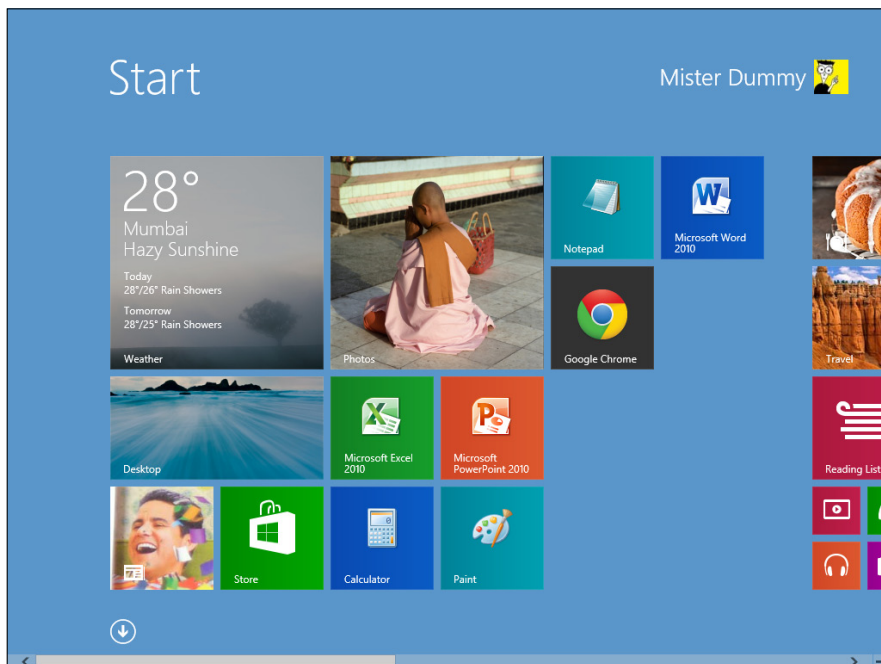 Start
Mister Dummy
28°
Mumbai
Hazy Sunshine
Today
28°/26° Rain Showers
Tomorrow
28°/25° Rain Showers
Weather
Photos
Notepad
Microsoft Word
2010
Google Chrome
Travel
Desktop
Microsoft Excel
2010
Microsoft
PowerPoint 2010
Reading List
Store
Calculator
Paint